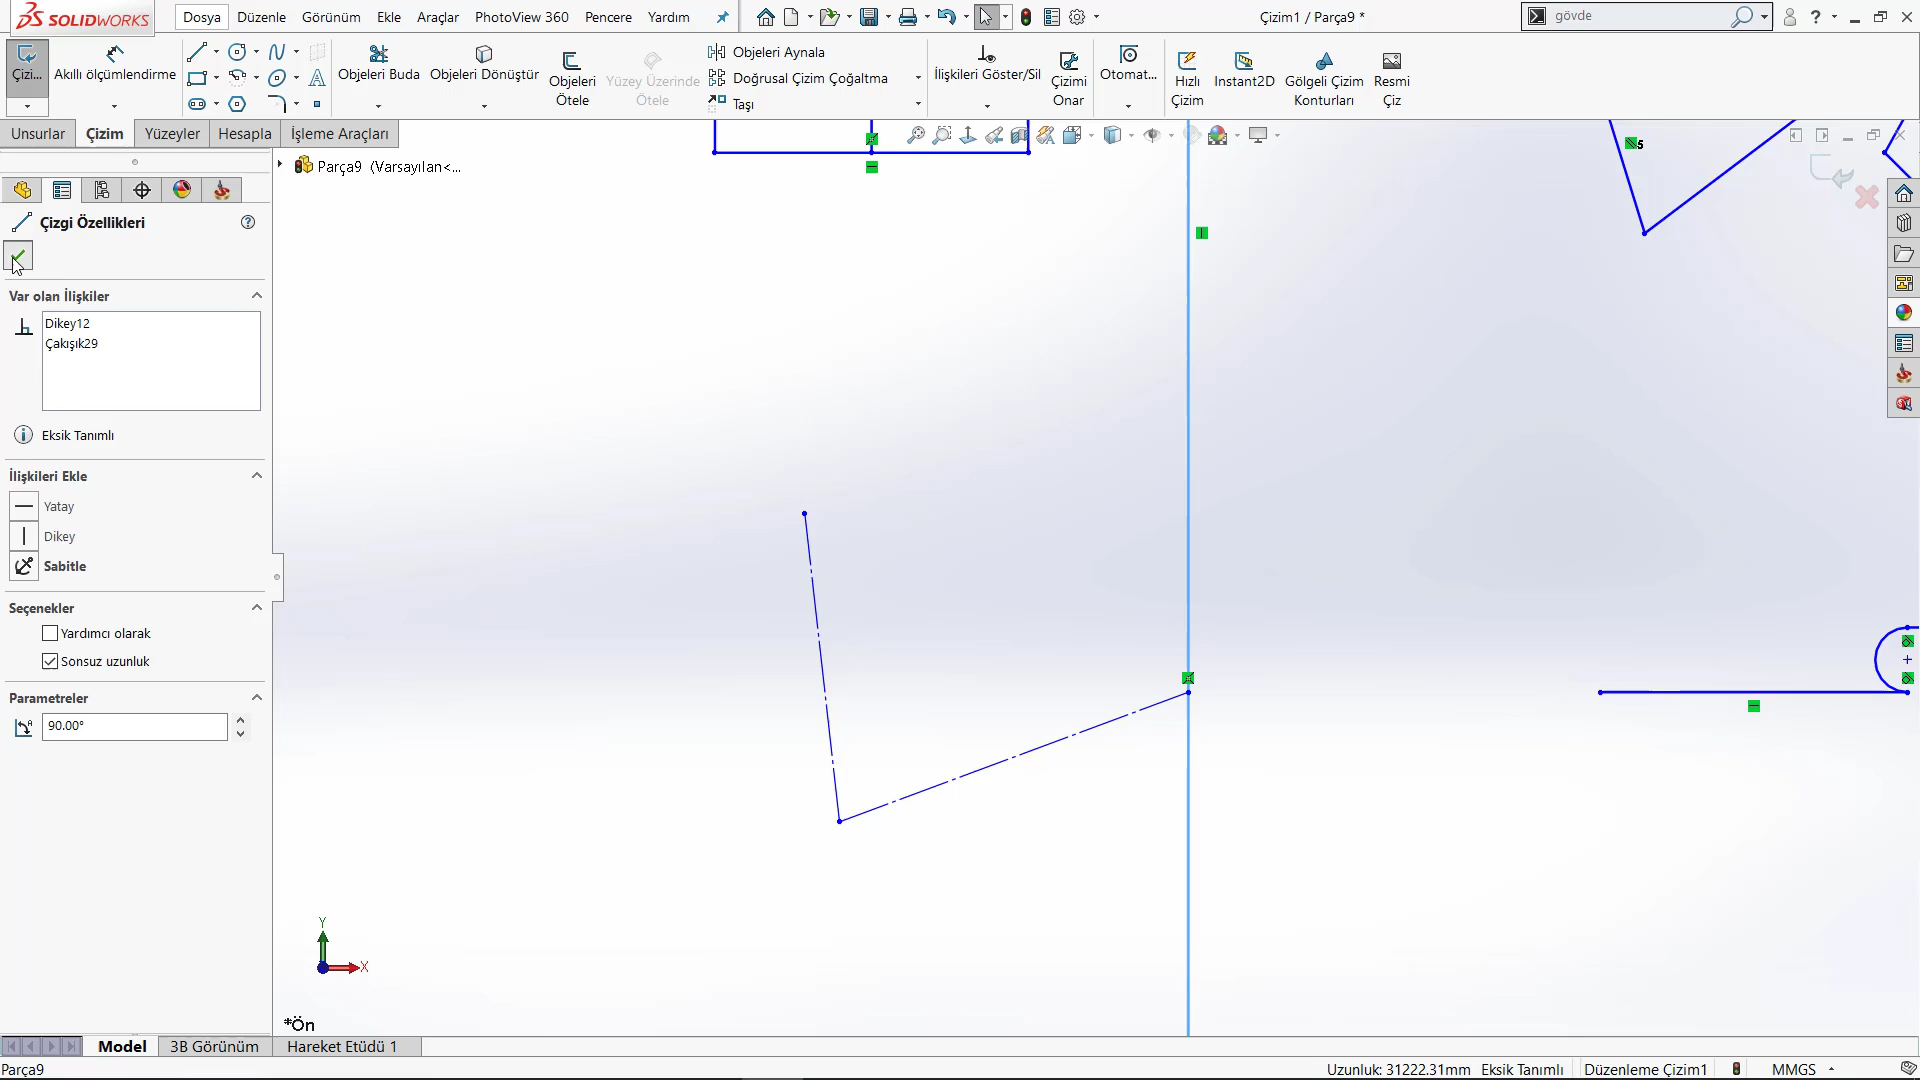 SOLIDWORKS
Dosya Düzenle Görünüm Ekle Araçlar PhotoView 360 Pencere Yardım
Çizim1 / Parça9 *
gövde
?
Çizi...
Akıllı ölçümlendirme
Objeleri Buda
Objeleri Dönüştür
Objeleri Ötele
Yüzey Üzerinde Ötele
Objeleri Aynala
Doğrusal Çizim Çoğaltma
Taşı
İlişkileri Göster/Sil
Çizimi Onar
Otomat...
Hızlı Çizim
Instant2D
Gölgeli Çizim Konturları
Resmi Çiz
Unsurlar Çizim Yüzeyler Hesapla İşleme Araçları
Parça9 (Varsayılan<...
5
Çizgi Özellikleri
?
Var olan İlişkiler
Dikey12
Çakışık29
Eksik Tanımlı
İlişkileri Ekle
Yatay
Dikey
Sabitle
Seçenekler
Yardımcı olarak
Sonsuz uzunluk
Parametreler
90.00°
Y
X
*Ön
Model 3B Görünüm Hareket Etüdü 1
Parça9
Uzunluk: 31222.31mm Eksik Tanımlı Düzenleme Çizim1 MMGS